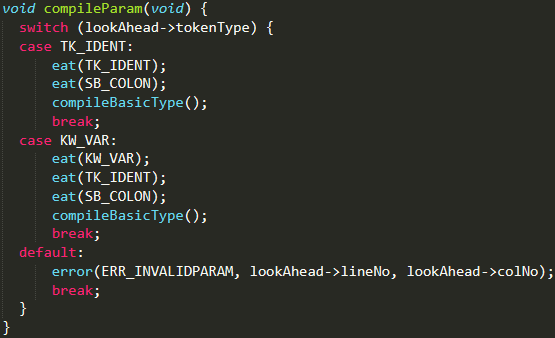 void compileParam(void) {
  switch (lookAhead->tokenType) {
  case TK_IDENT:
      eat(TK_IDENT);
      eat(SB_COLON);
      compileBasicType();
      break;
  case KW_VAR:
      eat(KW_VAR);
      eat(TK_IDENT);
      eat(SB_COLON);
      compileBasicType();
      break;
  default:
      error(ERR_INVALIDPARAM, lookAhead->lineNo, lookAhead->colNo);
      break;
  }
}